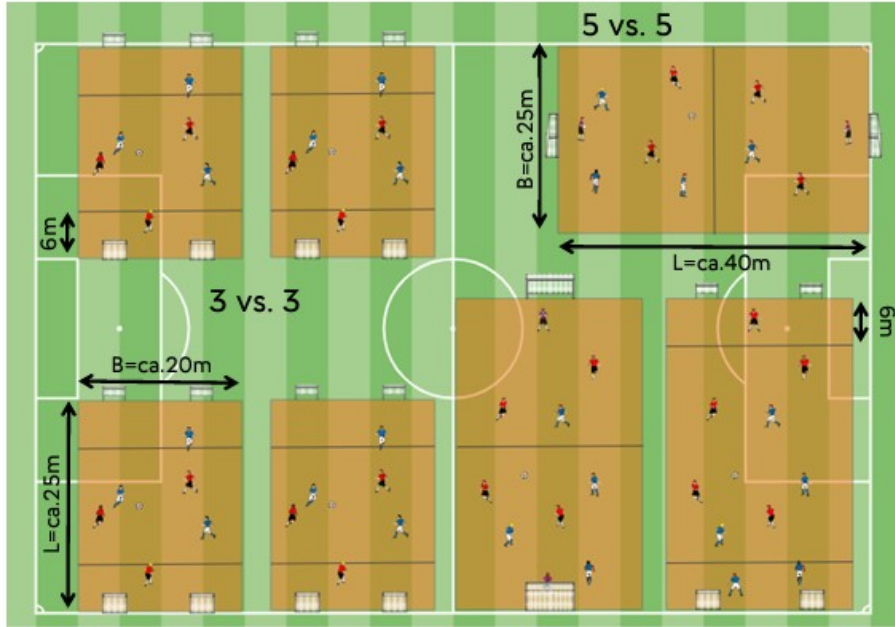 5 vs. 5
B=ca.25m
6m
L=ca.40m
3 vs. 3
6m
B=ca.20m
L=ca.25m